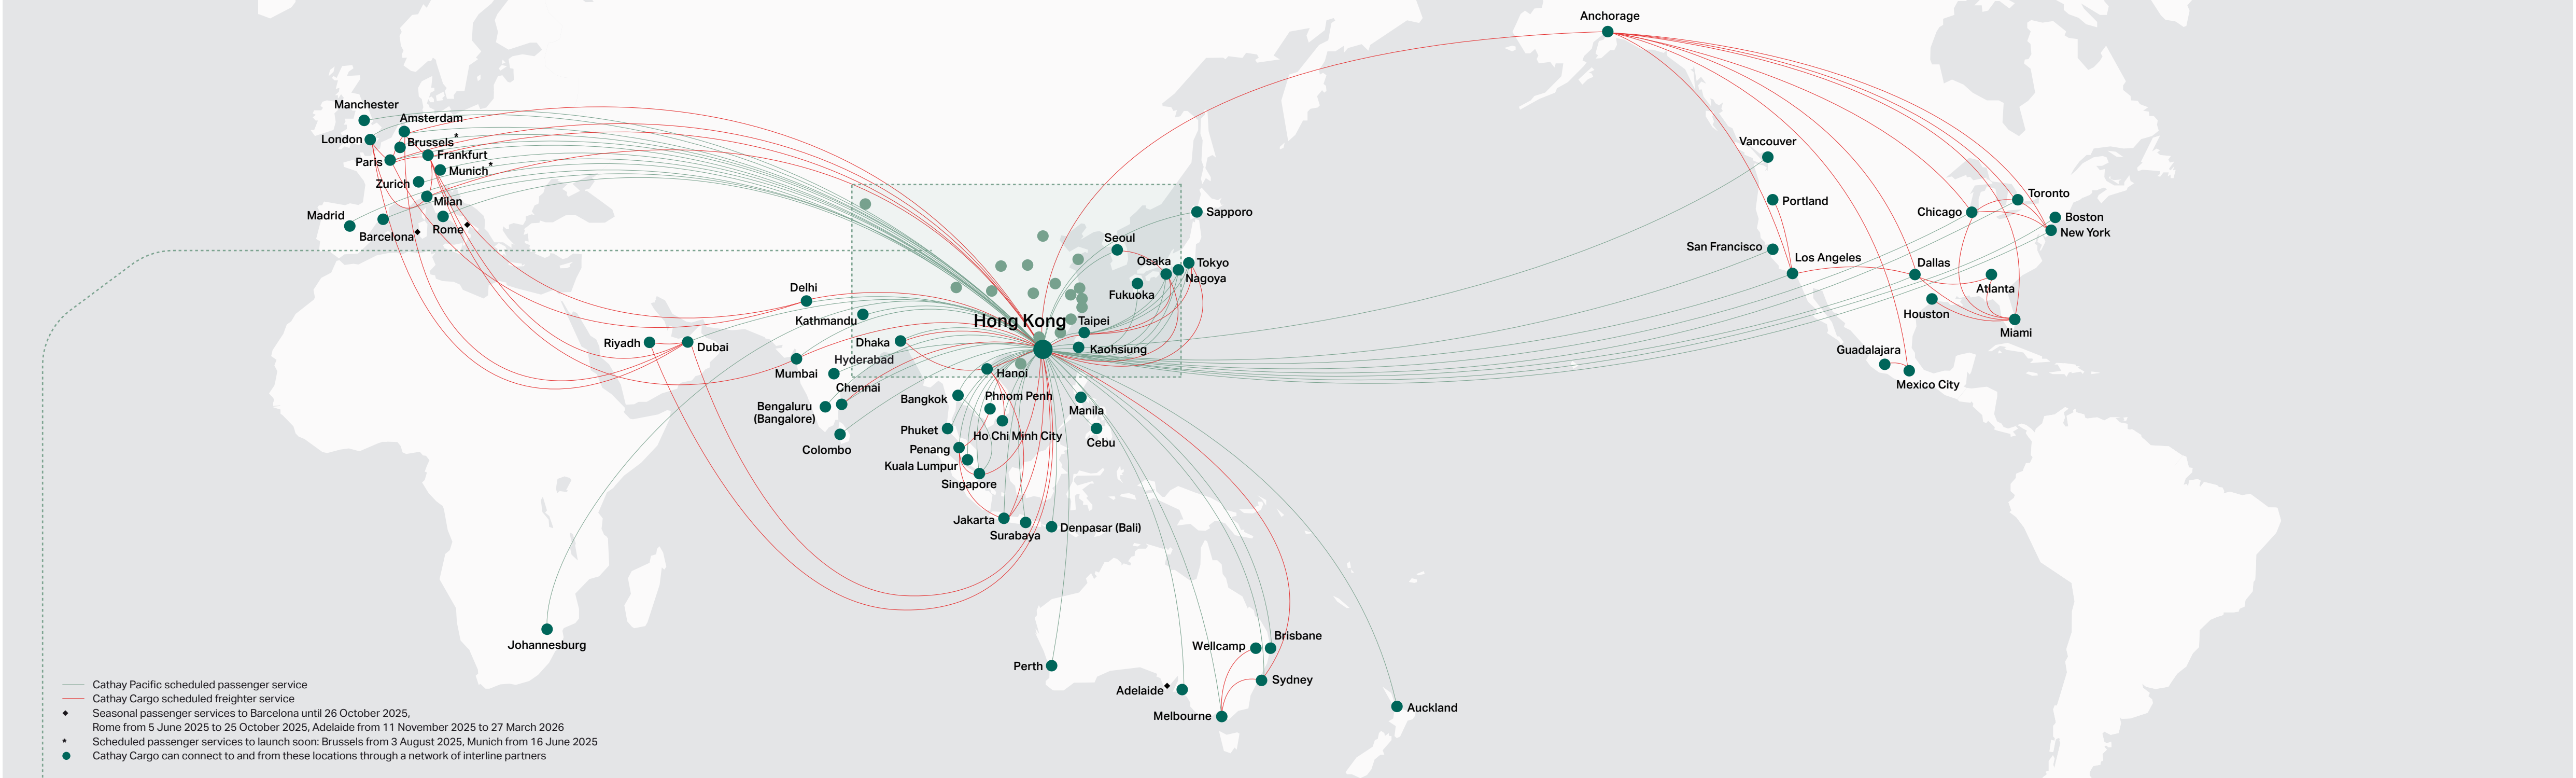 Anchorage
Manchester
Amsterdam
London
Brussels*
Frankfurt
Paris
Munich*
Zurich
Milan
Madrid
Rome◆
Barcelona◆
Vancouver
Portland
San Francisco
Los Angeles
Toronto
Chicago
Boston
New York
Dallas
Atlanta
Houston
Miami
Guadalajara
Mexico City
Sapporo
Seoul
Osaka
Tokyo
Nagoya
Fukuoka
Delhi
Kathmandu
Hong Kong
Taipei
Kaohsiung
Riyadh
Dubai
Dhaka
Mumbai
Hyderabad
Hanoi
Chennai
Bengaluru
(Bangalore)
Colombo
Bangkok
Phnom Penh
Manila
Phuket
Ho Chi Minh City
Cebu
Penang
Kuala Lumpur
Singapore
Jakarta
Surabaya
Denpasar (Bali)
Johannesburg
Wellcamp
Brisbane
Perth
Adelaide◆
Sydney
Melbourne
Auckland
Cathay Pacific scheduled passenger service
Cathay Cargo scheduled freighter service
◆ Seasonal passenger services to Barcelona until 26 October 2025,
Rome from 5 June 2025 to 25 October 2025, Adelaide from 11 November 2025 to 27 March 2026
* Scheduled passenger services to launch soon: Brussels from 3 August 2025, Munich from 16 June 2025
Cathay Cargo can connect to and from these locations through a network of interline partners